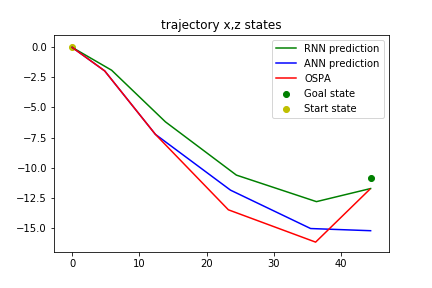 trajectory x,z states
RNN prediction
ANN prediction
OSPA
Goal state
Start state
0.0
−2.5
−5.0
−7.5
−10.0
−12.5
−15.0
0 10 20 30 40